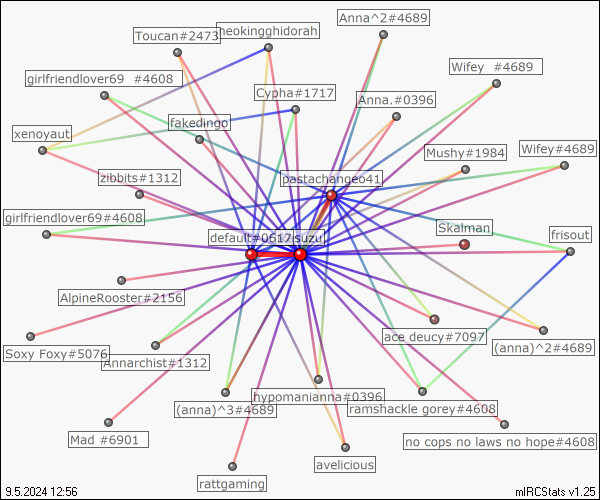 Anna^2#4689
neokingghidorah
Toucan#2473
Wifey  #4689
girlfriendlover69  #4608
Cypha#1717
Anna.#0396
fakedingo
xenoyaut
Wifey#4689
Mushy#1984
zibbits#1312
pastachange641
girlfriendlover69#4608
Skalman
frisout
default#0617
suzu
AlpineRooster#2156
ace deucy#7097
(anna)^2#4689
Soxy Foxy#5076
Annarchist#1312
hypomanianna#0396
(anna)^3#4689
ramshackle gorey#4608
Mad #6901
no cops no laws no hope#4608
avelicious
rattgaming
9.5.2024 12:56
mIRCStats v1.25